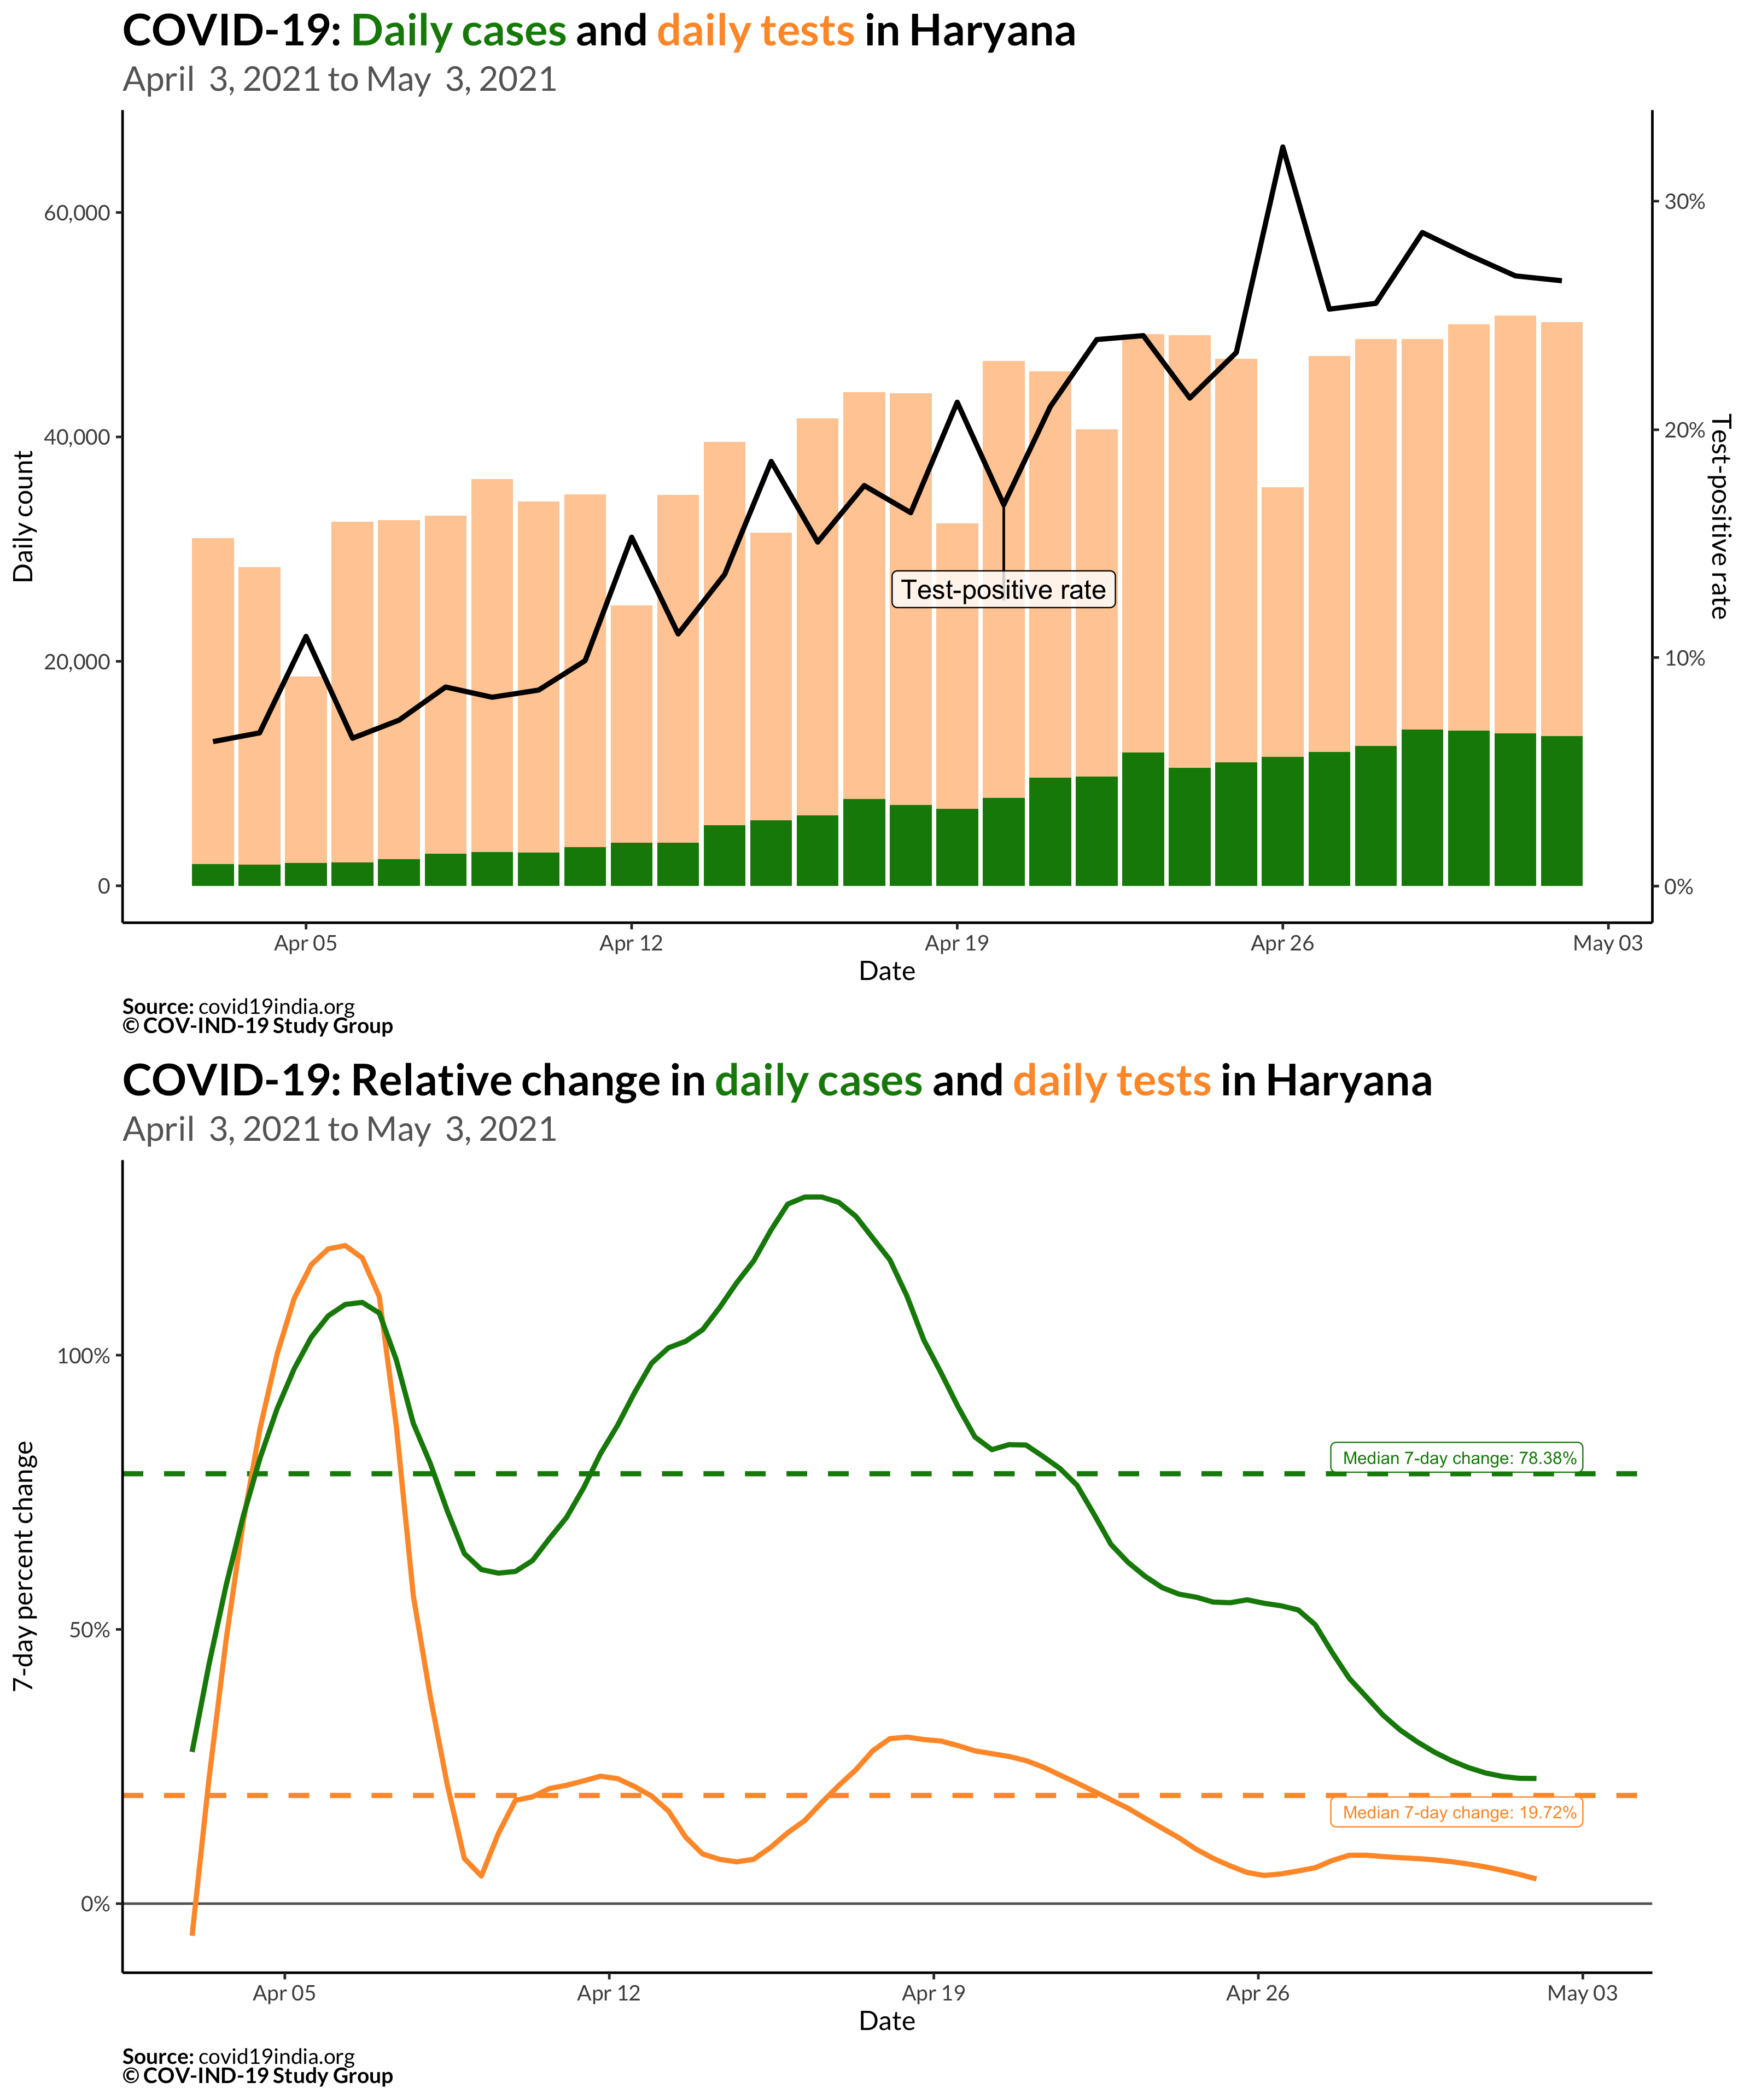 COVID-19: Daily cases and daily tests in Haryana
April  3, 2021 to May  3, 2021
60,000
40,000
20,000
0
Daily count
30%
20%
10%
0%
Test-positive rate
Test-positive rate
Apr 05
Apr 12
Apr 19
Apr 26
May 03
Date
Source: covid19india.org
© COV-IND-19 Study Group
COVID-19: Relative change in daily cases and daily tests in Haryana
April  3, 2021 to May  3, 2021
100%
50%
0%
7-day percent change
Median 7-day change: 78.38%
Median 7-day change: 19.72%
Apr 05
Apr 12
Apr 19
Apr 26
May 03
Date
Source: covid19india.org
© COV-IND-19 Study Group